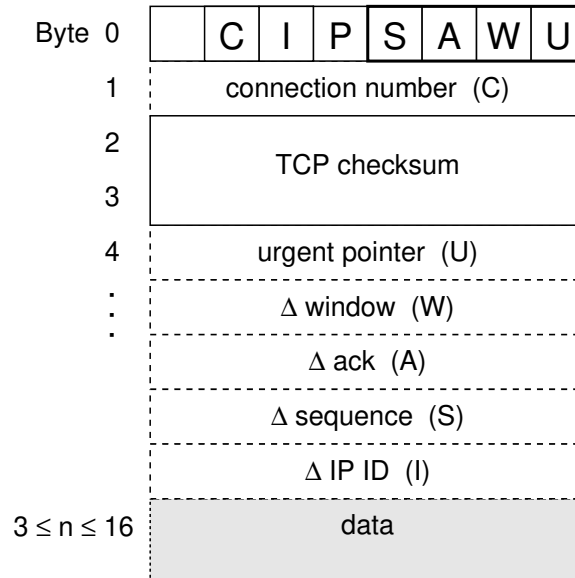 Byte 0 C I P S A W U
1 connection number (C)
2
TCP checksum
3
4 urgent pointer (U)
⋮ Δ window (W)
Δ ack (A)
Δ sequence (S)
Δ IP ID (I)
3 ≤ n ≤ 16 data